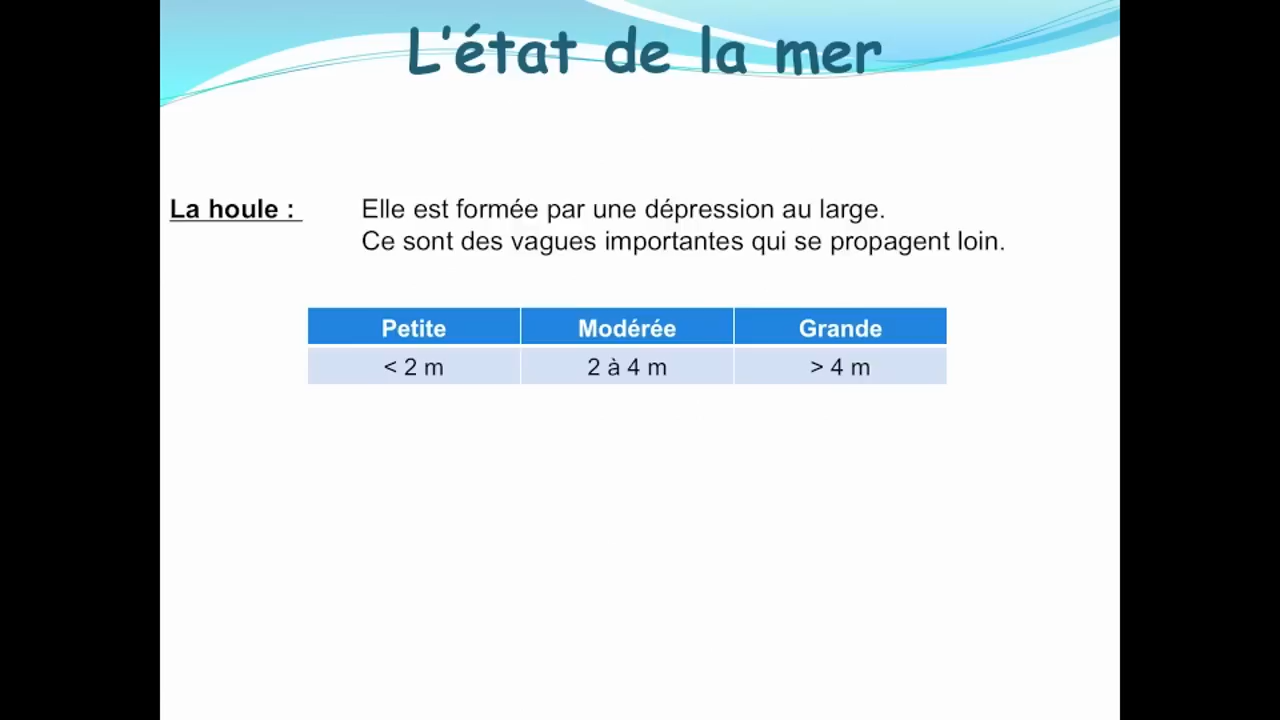 L'état de la mer
La houle : Elle est formée par une dépression au large.
Ce sont des vagues importantes qui se propagent loin.
Petite Modérée Grande
< 2 m 2 à 4 m > 4 m